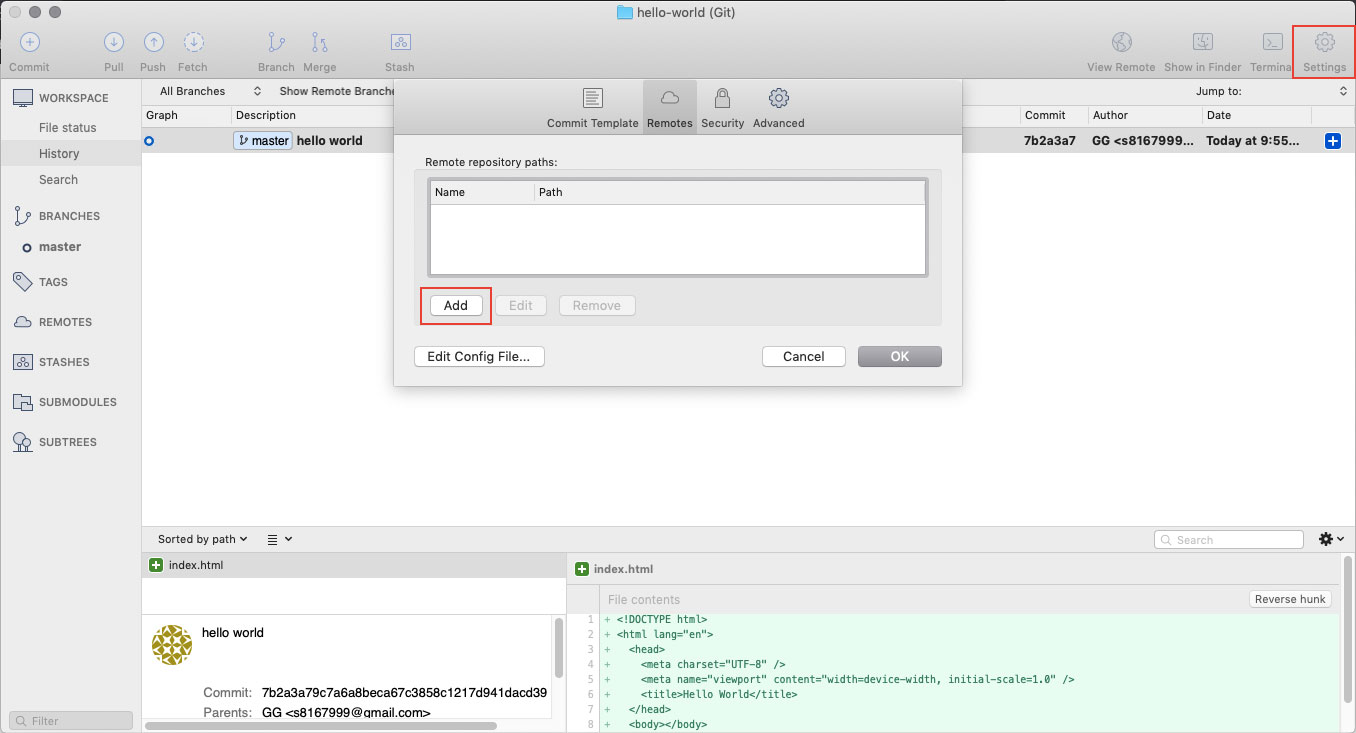 hello-world (Git)
Commit Pull Push Fetch Branch Merge Stash View Remote Show in Finder Termina Settings
WORKSPACE
File status
History
Search
BRANCHES
master
TAGS
REMOTES
STASHES
SUBMODULES
SUBTREES
Filter
All Branches Show Remote Branche Jump to:
Graph Description Commit Author Date
master hello world 7b2a3a7 GG <s8167999... Today at 9:55...
Commit Template Remotes Security Advanced
Remote repository paths:
Name Path
Add Edit Remove
Edit Config File... Cancel OK
Sorted by path Search
index.html
hello world
Commit: 7b2a3a79c7a6a8beca67c3858c1217d941dacd39
Parents: GG <s8167999@gmail.com>
index.html
File contents Reverse hunk
1 + <!DOCTYPE html>
2 + <html lang="en">
3 + <head>
4 + <meta charset="UTF-8" />
5 + <meta name="viewport" content="width=device-width, initial-scale=1.0" />
6 + <title>Hello World</title>
7 + </head>
8 + <body></body>